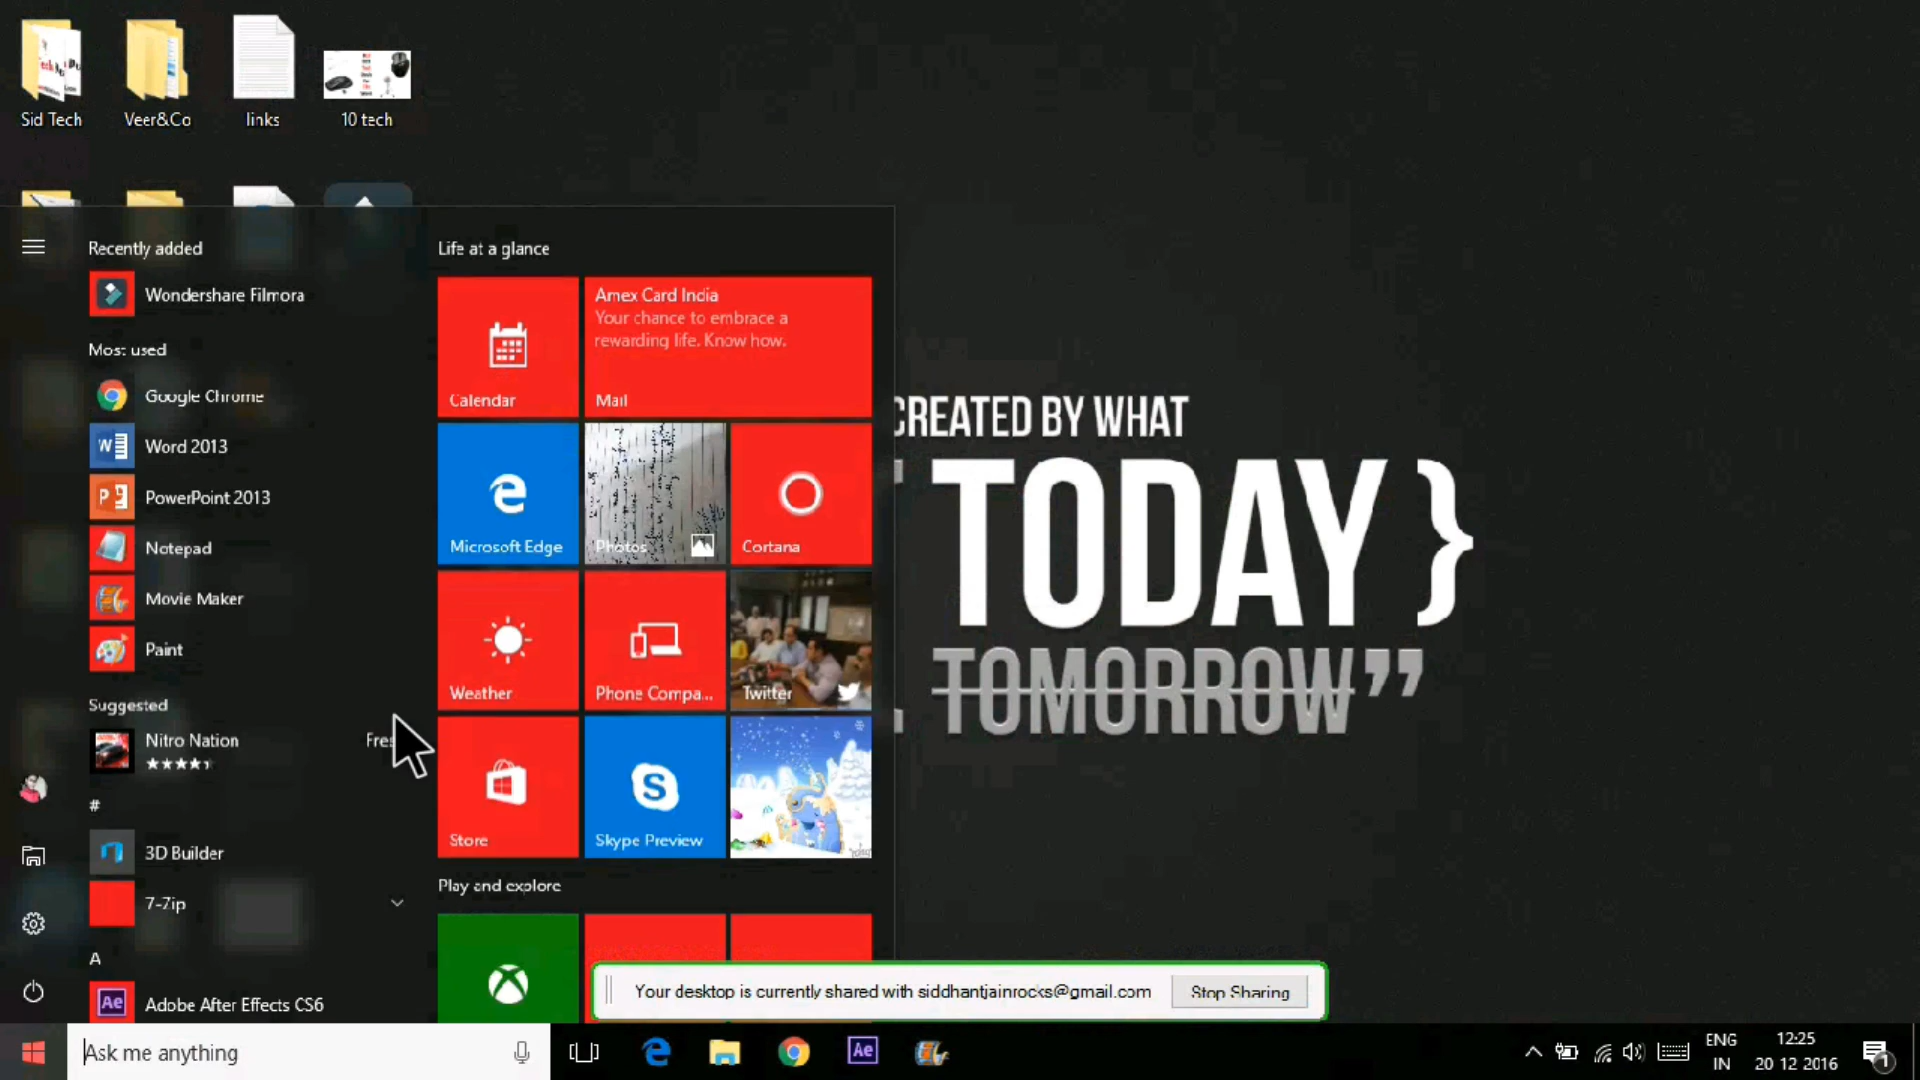 Sid Tech
Veer&Co
links
10 tech
Recently added
Wondershare Filmora
Most used
Google Chrome
Word 2013
PowerPoint 2013
Notepad
Movie Maker
Paint
Suggested
Nitro Nation
#
3D Builder
7-Zip
A
Ae
Adobe After Effects CS6
Life at a glance
Calendar
Amex Card India
Your chance to embrace a
rewarding life. Know how.
Mail
Microsoft Edge
Photos
Cortana
Weather
Phone Compa...
Twitter
Store
Skype Preview
Play and explore
CREATED BY WHAT
TODAY }
TOMORROW”
Your desktop is currently shared with siddhantjainrocks@gmail.com
Stop Sharing
Ask me anything
Ae
ENG
IN
12:25
20-12-2016
1